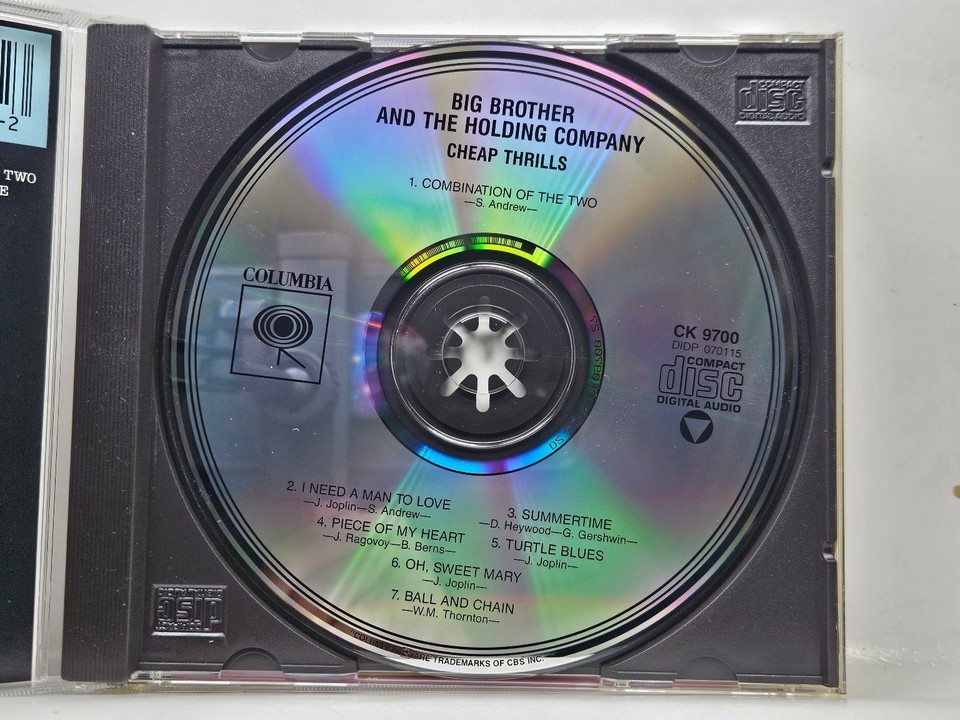 -2
TWO
E
COMPACT
disc
DIGITAL AUDIO
BIG BROTHER
AND THE HOLDING COMPANY
CHEAP THRILLS
1. COMBINATION OF THE TWO
—S. Andrew—
COLUMBIA
CK 9700
DIDP 070115
COMPACT
disc
DIGITAL AUDIO
2. I NEED A MAN TO LOVE
—J. Joplin—S. Andrew—
3. SUMMERTIME
—D. Heywood—G. Gershwin—
4. PIECE OF MY HEART
—J. Ragovoy—B. Berns—
5. TURTLE BLUES
—J. Joplin—
6. OH, SWEET MARY
—J. Joplin—
7. BALL AND CHAIN
—W.M. Thornton—
TRADEMARKS OF CBS INC.
disc